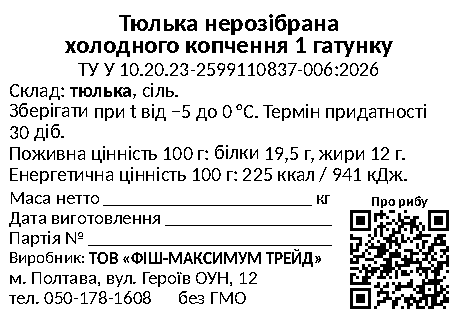 Тюлька нерозібрана
холодного копчення 1 гатунку
ТУ У 10.20.23-2599110837-006:2026
Склад: тюлька, сіль.
Зберігати при t від −5 до 0 °C. Термін придатності
30 діб.
Поживна цінність 100 г: білки 19,5 г, жири 12 г.
Енергетична цінність 100 г: 225 ккал / 941 кДж.
Маса нетто ______________________ кг
Дата виготовлення _________________
Партія № _________________________
Виробник: ТОВ «ФІШ-МАКСИМУМ ТРЕЙД»
м. Полтава, вул. Героїв ОУН, 12
тел. 050-178-1608 без ГМО
Про рибу